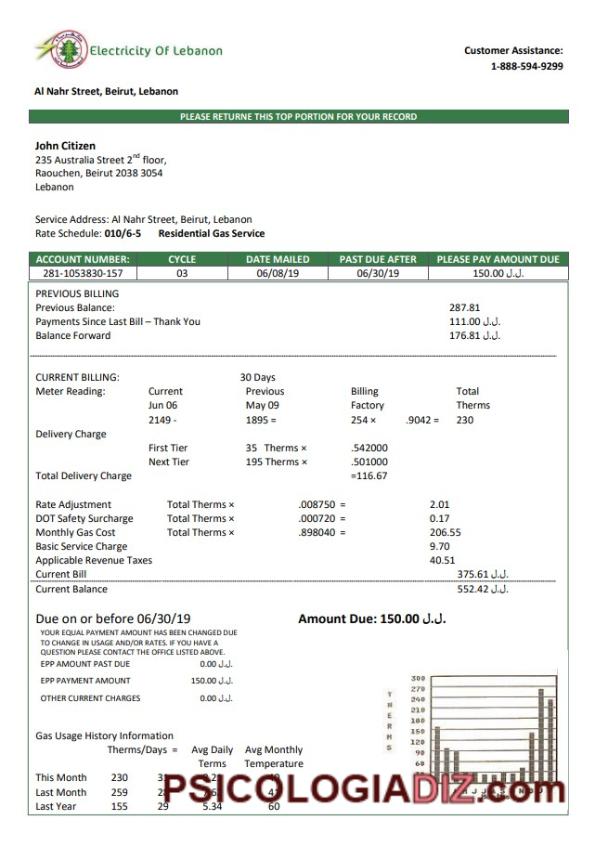 Electricity Of Lebanon
Customer Assistance:
1-888-594-9299
Al Nahr Street, Beirut, Lebanon
PLEASE RETURNE THIS TOP PORTION FOR YOUR RECORD
John Citizen
235 Australia Street 2nd floor,
Raouchen, Beirut 2038 3054
Lebanon
Service Address: Al Nahr Street, Beirut, Lebanon
Rate Schedule: 010/6-5 Residential Gas Service
ACCOUNT NUMBER: CYCLE DATE MAILED PAST DUE AFTER PLEASE PAY AMOUNT DUE
281-1053830-157 03 06/08/19 06/30/19 150.00 ل.ل.
PREVIOUS BILLING
Previous Balance: 287.81
Payments Since Last Bill – Thank You 111.00 ل.ل.
Balance Forward 176.81 ل.ل.
CURRENT BILLING: 30 Days
Meter Reading: Current Previous Billing Total
Jun 06 May 09 Factory Therms
2149 - 1895 = 254 × .9042 = 230
Delivery Charge
First Tier 35 Therms × .542000
Next Tier 195 Therms × .501000
Total Delivery Charge =116.67
Rate Adjustment Total Therms × .008750 = 2.01
DOT Safety Surcharge Total Therms × .000720 = 0.17
Monthly Gas Cost Total Therms × .898040 = 206.55
Basic Service Charge 9.70
Applicable Revenue Taxes 40.51
Current Bill 375.61 ل.ل.
Current Balance 552.42 ل.ل.
Due on or before 06/30/19 Amount Due: 150.00 ل.ل.
YOUR EQUAL PAYMENT AMOUNT HAS BEEN CHANGED DUE
TO CHANGE IN USAGE AND/OR RATES. IF YOU HAVE A
QUESTION PLEASE CONTACT THE OFFICE LISTED ABOVE.
EPP AMOUNT PAST DUE 0.00 ل.ل.
EPP PAYMENT AMOUNT 150.00 ل.ل.
OTHER CURRENT CHARGES 0.00 ل.ل.
THERMS
300
270
240
210
180
150
120
90
60
Gas Usage History Information
Therms/Days = Avg Daily Avg Monthly
Terms Temperature
This Month 230
Last Month 259
Last Year 155 29 5.34 60
PSICOLOGIADIZ.com